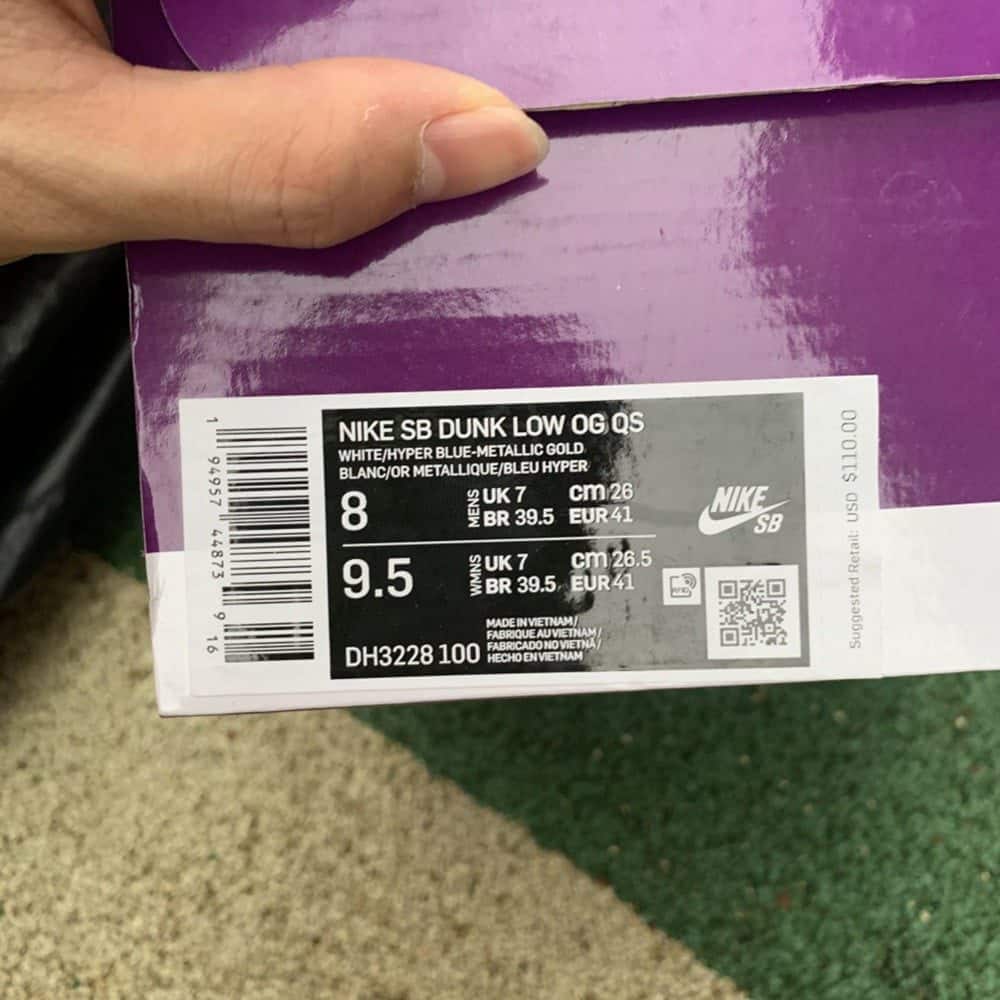 NIKE SB DUNK LOW OG QS
WHITE/HYPER BLUE-METALLIC GOLD
BLANC/OR METALLIQUE/BLEU HYPER
8 MENS UK 7 cm 26
BR 39.5 EUR 41
9.5 WMNS UK 7 cm 26.5
BR 39.5 EUR 41
DH3228 100
MADE IN VIETNAM/
FABRIQUE AU VIETNAM/
FABRICADO NO VIETNÃ/
HECHO EN VIETNAM
NIKE
SB
RFID
1 94957 44873 9 16
Suggested Retail: USD $110.00